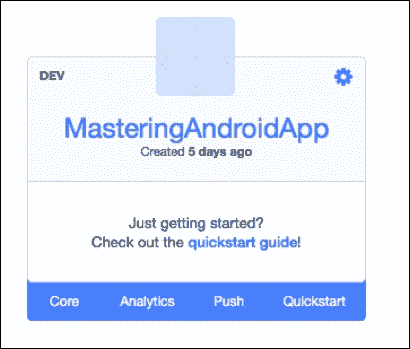 DEV
MasteringAndroidApp
Created 5 days ago
Just getting started?
Check out the quickstart guide!
Core Analytics Push Quickstart